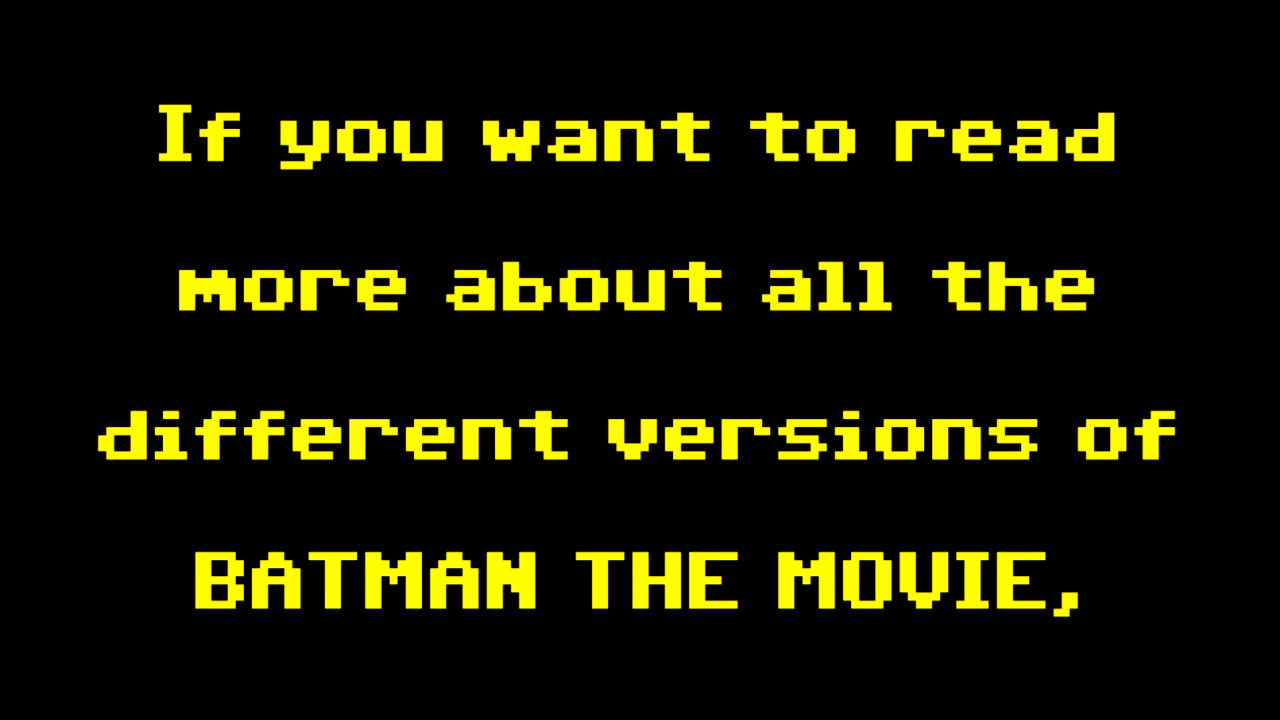 If you want to read
more about all the
different versions of
BATMAN THE MOVIE,